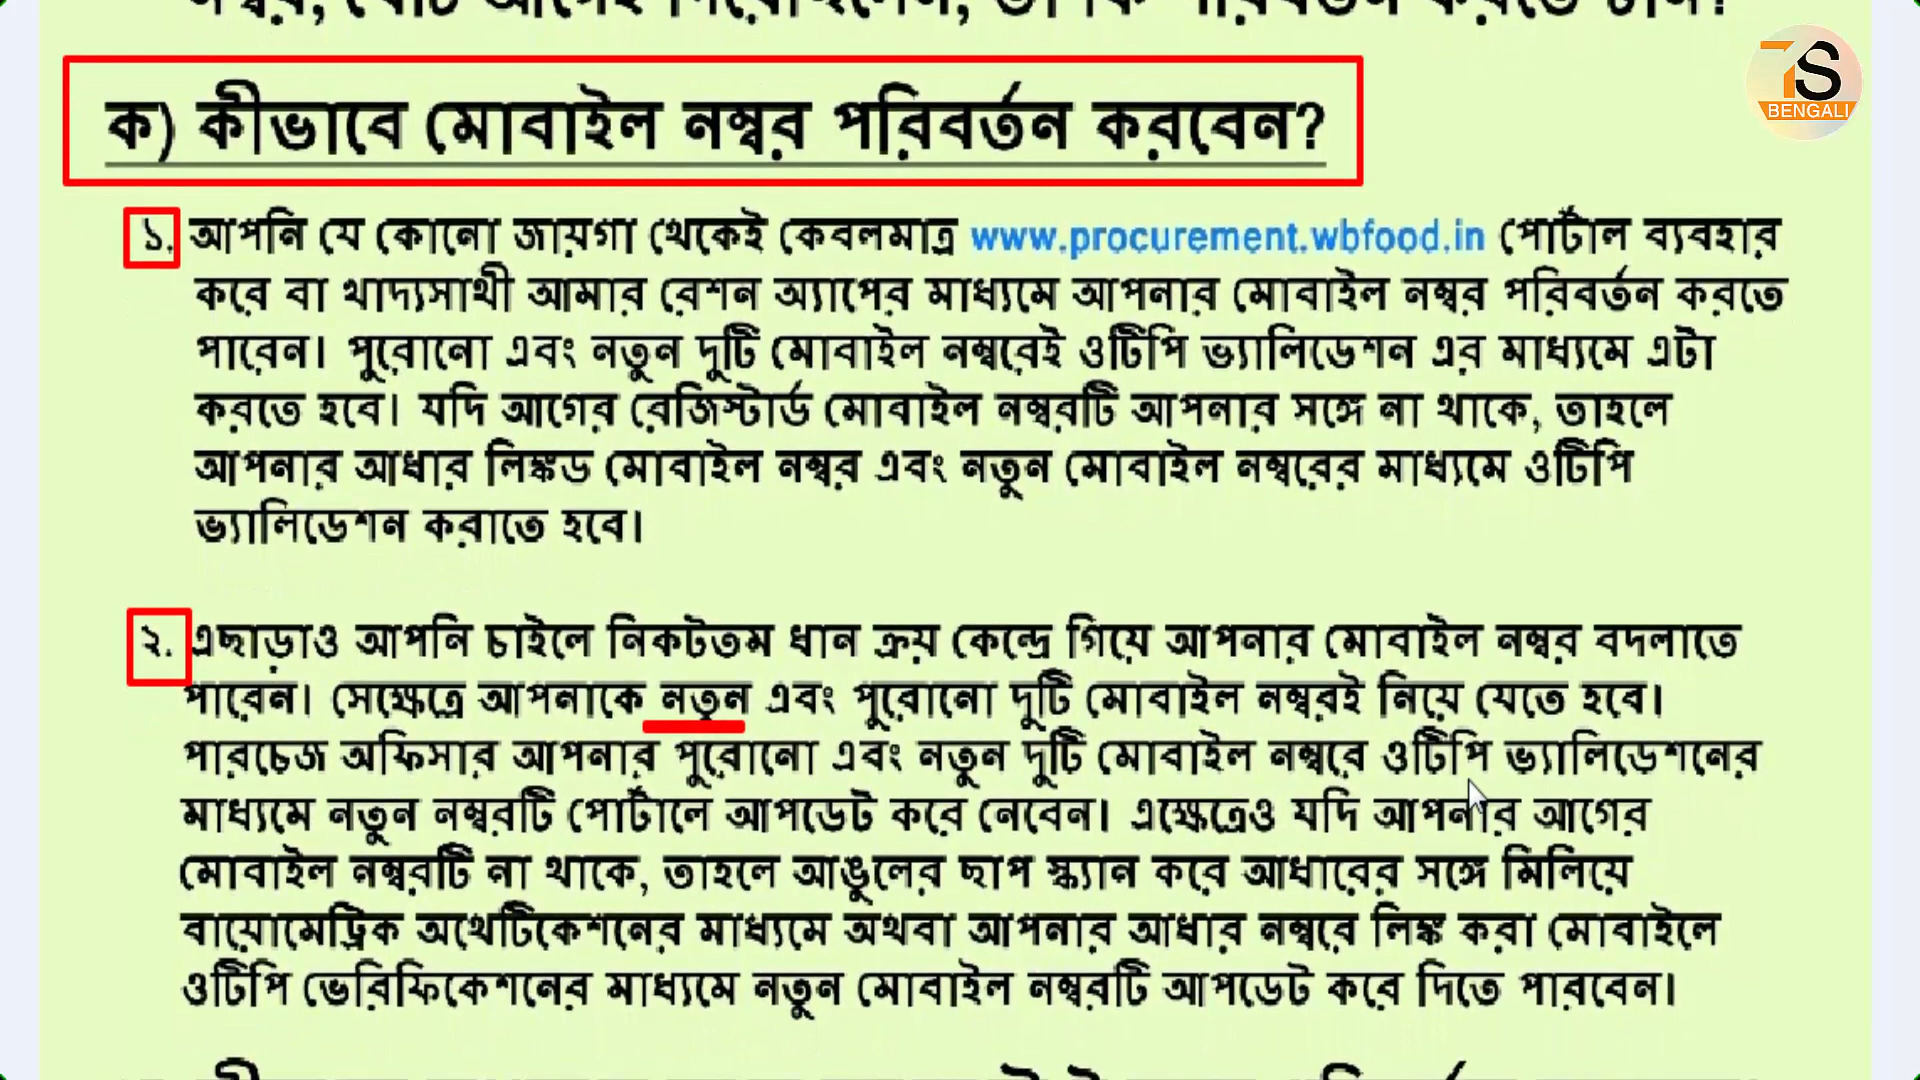 ক) কীভাবে মোবাইল নম্বর পরিবর্তন করবেন?
7S
BENGALI
১. আপনি যে কোনো জায়গা থেকেই কেবলমাত্র www.procurement.wbfood.in পোর্টাল ব্যবহার
করে বা খাদ্যসাথী আমার রেশন অ্যাপের মাধ্যমে আপনার মোবাইল নম্বর পরিবর্তন করতে
পারেন। পুরোনো এবং নতুন দুটি মোবাইল নম্বরেই ওটিপি ভ্যালিডেশন এর মাধ্যমে এটা
করতে হবে। যদি আগের রেজিস্টার্ড মোবাইল নম্বরটি আপনার সঙ্গে না থাকে, তাহলে
আপনার আধার লিঙ্কড মোবাইল নম্বর এবং নতুন মোবাইল নম্বরের মাধ্যমে ওটিপি
ভ্যালিডেশন করাতে হবে।
২. এছাড়াও আপনি চাইলে নিকটতম ধান ক্রয় কেন্দ্রে গিয়ে আপনার মোবাইল নম্বর বদলাতে
পারেন। সেক্ষেত্রে আপনাকে নতুন এবং পুরোনো দুটি মোবাইল নম্বরই নিয়ে যেতে হবে।
পারচেজ অফিসার আপনার পুরোনো এবং নতুন দুটি মোবাইল নম্বরে ওটিপি ভ্যালিডেশনের
মাধ্যমে নতুন নম্বরটি পোর্টালে আপডেট করে নেবেন। এক্ষেত্রেও যদি আপনার আগের
মোবাইল নম্বরটি না থাকে, তাহলে আঙুলের ছাপ স্ক্যান করে আধারের সঙ্গে মিলিয়ে
বায়োমেট্রিক অথেটিকেশনের মাধ্যমে অথবা আপনার আধার নম্বরে লিঙ্ক করা মোবাইলে
ওটিপি ভেরিফিকেশনের মাধ্যমে নতুন মোবাইল নম্বরটি আপডেট করে দিতে পারবেন।